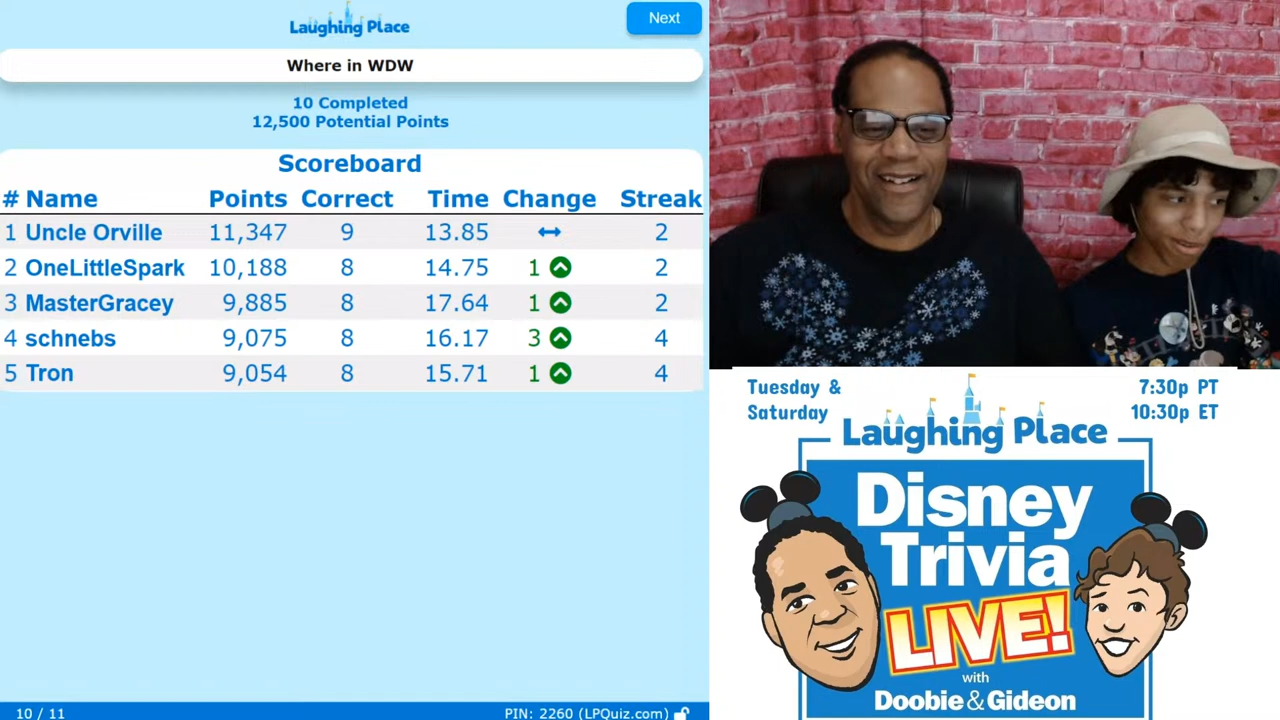 Laughing Place
Next
Where in WDW
10 Completed
12,500 Potential Points
Scoreboard
# Name Points Correct Time Change Streak
1 Uncle Orville 11,347 9 13.85 2
2 OneLittleSpark 10,188 8 14.75 1 2
3 MasterGracey 9,885 8 17.64 1 2
4 schnebs 9,075 8 16.17 3 4
5 Tron 9,054 8 15.71 1 4
10 / 11
PIN: 2260 (LPQuiz.com)
Tuesday & 7:30p PT
Saturday 10:30p ET
Laughing Place
Disney
Trivia
LIVE!
with
Doobie & Gideon